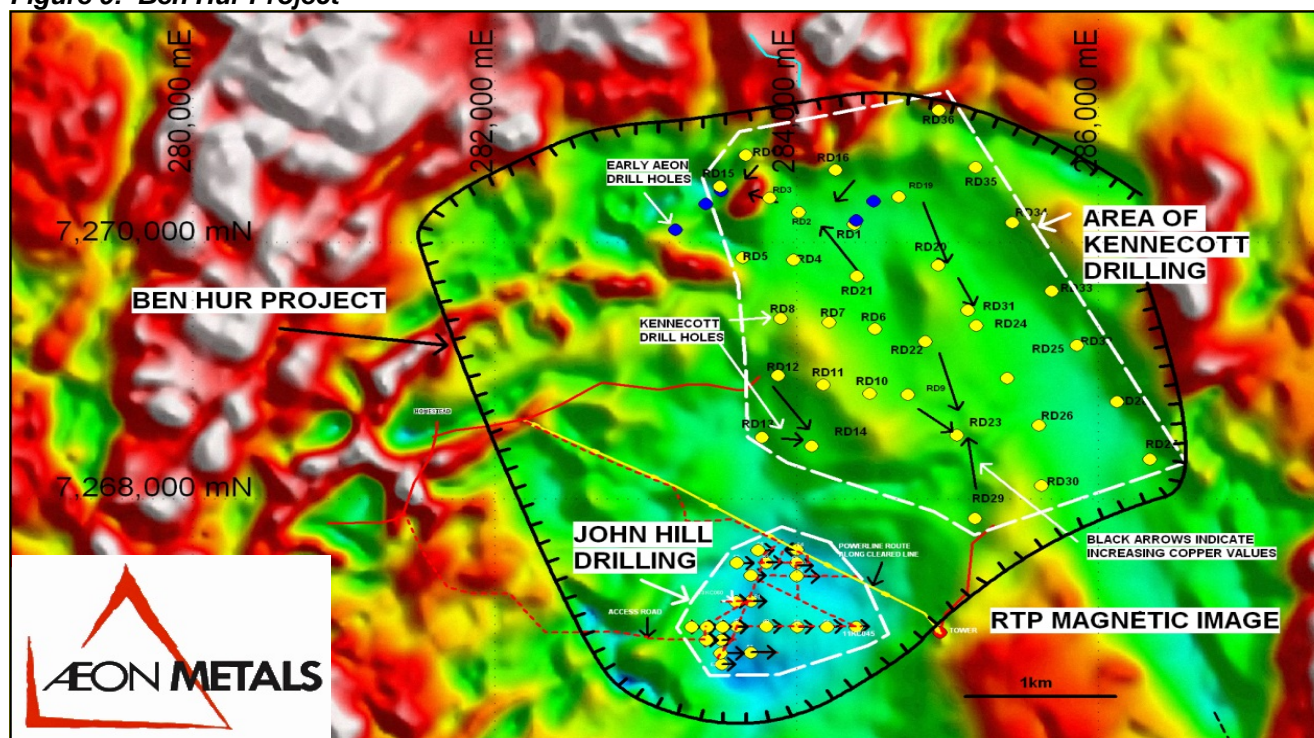 Figure 9: Ben Hur Project
280,000 mE
282,000 mE
284,000 mE
286,000 mE
RD36
EARLY AEON
DRILL HOLES
RD16
RD15
RD3
RD19
RD35
RD2
RD34
RD1
7,270,000 mN
AREA OF
KENNECOTT
DRILLING
RD5
RD4
RD20
RD21
RD33
BEN HUR PROJECT
RD8
RD7
RD6
RD31
RD24
KENNECOTT
DRILL HOLES
RD22
RD25
RD12
RD11
RD10
RD9
HOMESTEAD
RD14
RD23
RD26
7,268,000 mN
RD30
RD29
JOHN HILL
DRILLING
POWERLINE ROUTE
ALONG CLEARED LINE
BLACK ARROWS INDICATE
INCREASING COPPER VALUES
ACCESS ROAD
TOWER
RTP MAGNETIC IMAGE
1km
ÆON METALS